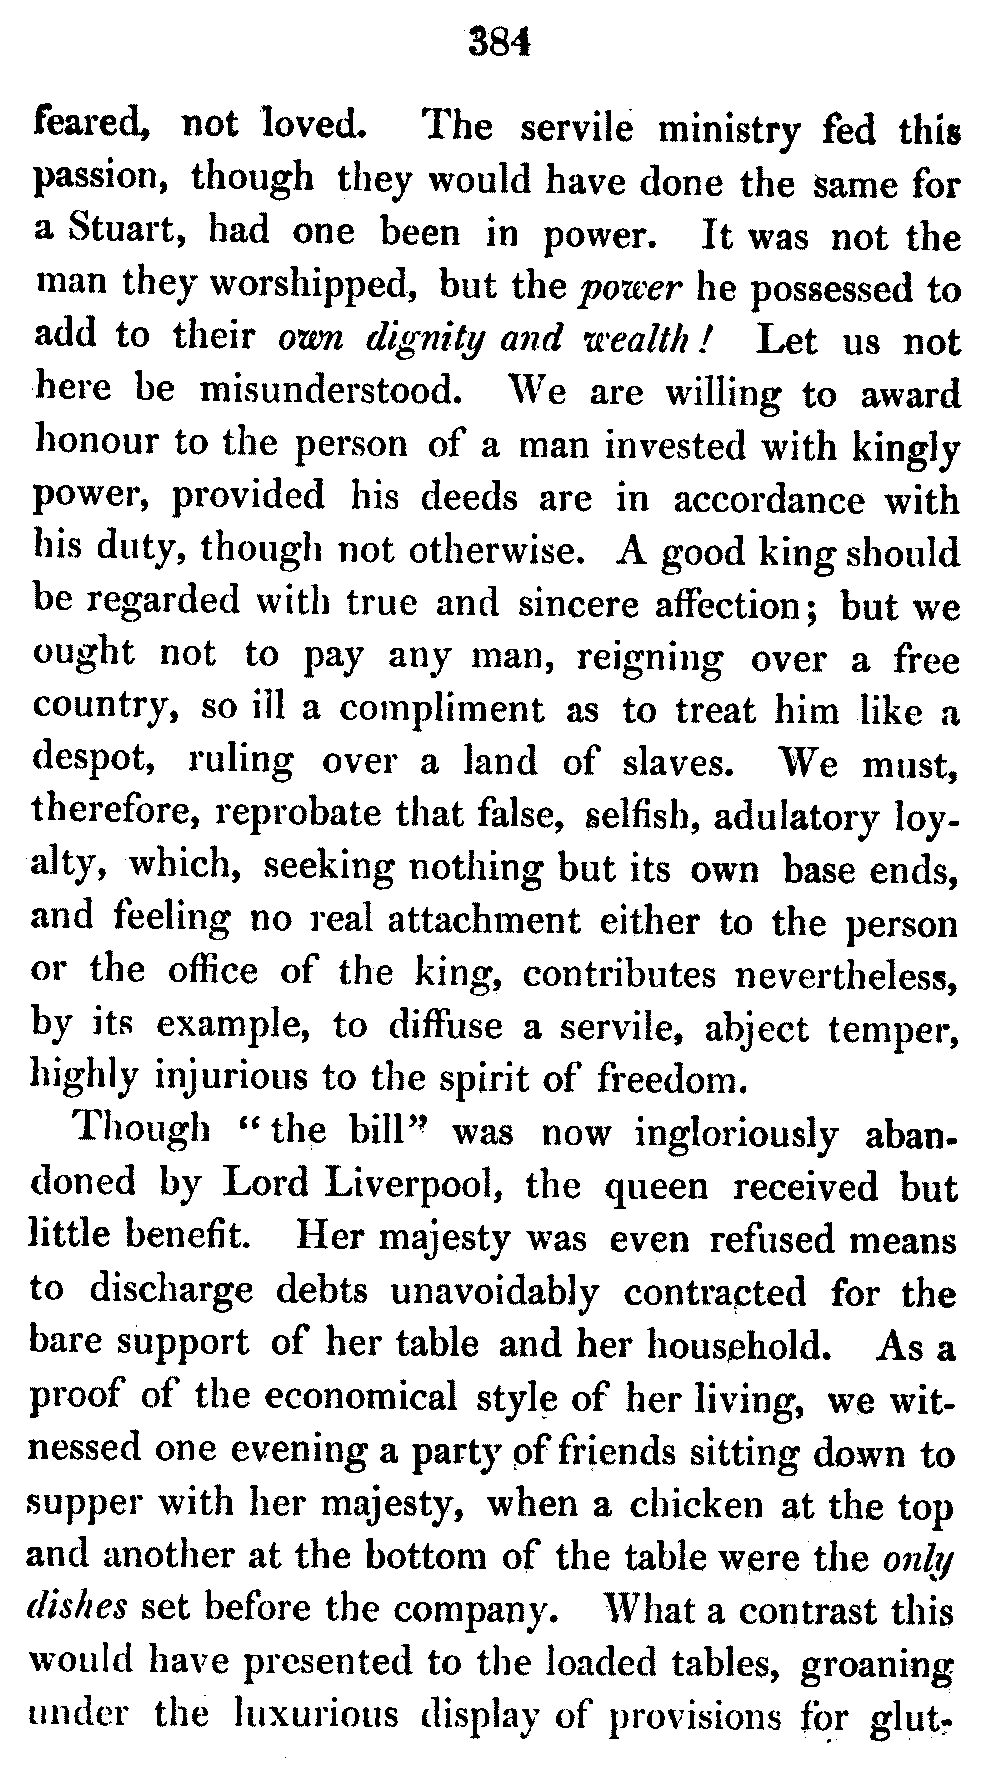 384
feared, not loved. The servile ministry fed this
passion, though they would have done the same for
a Stuart, had one been in power. It was not the
man they worshipped, but the power he possessed to
add to their own dignity and wealth! Let us not
here be misunderstood. We are willing to award
honour to the person of a man invested with kingly
power, provided his deeds are in accordance with
his duty, though not otherwise. A good king should
be regarded with true and sincere affection; but we
ought not to pay any man, reigning over a free
country, so ill a compliment as to treat him like a
despot, ruling over a land of slaves. We must,
therefore, reprobate that false, selfish, adulatory loy-
alty, which, seeking nothing but its own base ends,
and feeling no real attachment either to the person
or the office of the king, contributes nevertheless,
by its example, to diffuse a servile, abject temper,
highly injurious to the spirit of freedom.
Though “the bill” was now ingloriously aban-
doned by Lord Liverpool, the queen received but
little benefit. Her majesty was even refused means
to discharge debts unavoidably contracted for the
bare support of her table and her household. As a
proof of the economical style of her living, we wit-
nessed one evening a party of friends sitting down to
supper with her majesty, when a chicken at the top
and another at the bottom of the table were the only
dishes set before the company. What a contrast this
would have presented to the loaded tables, groaning
under the luxurious display of provisions for glut-